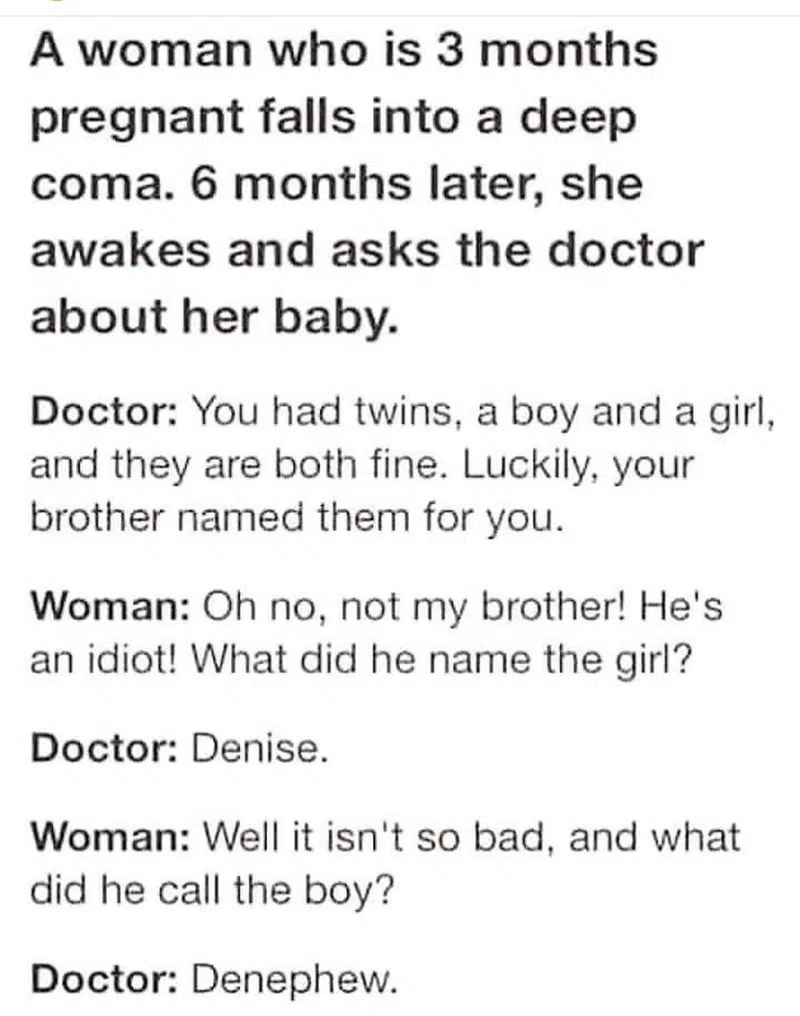 A woman who is 3 months
pregnant falls into a deep
coma. 6 months later, she
awakes and asks the doctor
about her baby.
Doctor: You had twins, a boy and a girl,
and they are both fine. Luckily, your
brother named them for you.
Woman: Oh no, not my brother! He's
an idiot! What did he name the girl?
Doctor: Denise.
Woman: Well it isn't so bad, and what
did he call the boy?
Doctor: Denephew.